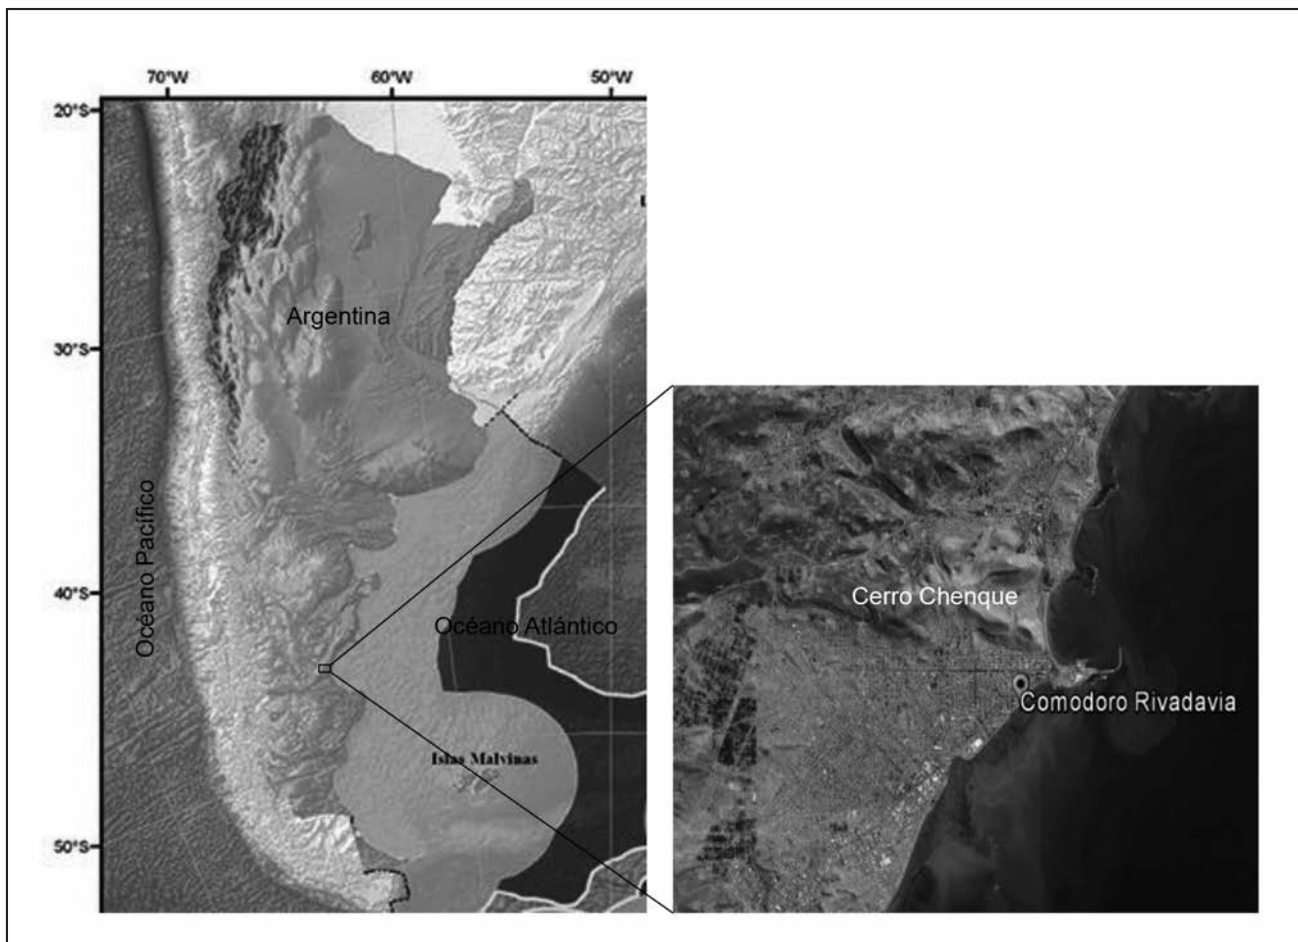 70°W 60°W 50°W
20°S
Argentina
30°S
Océano Pacífico
40°S
Océano Atlántico
Islas Malvinas
50°S
Cerro Chenque
Comodoro Rivadavia